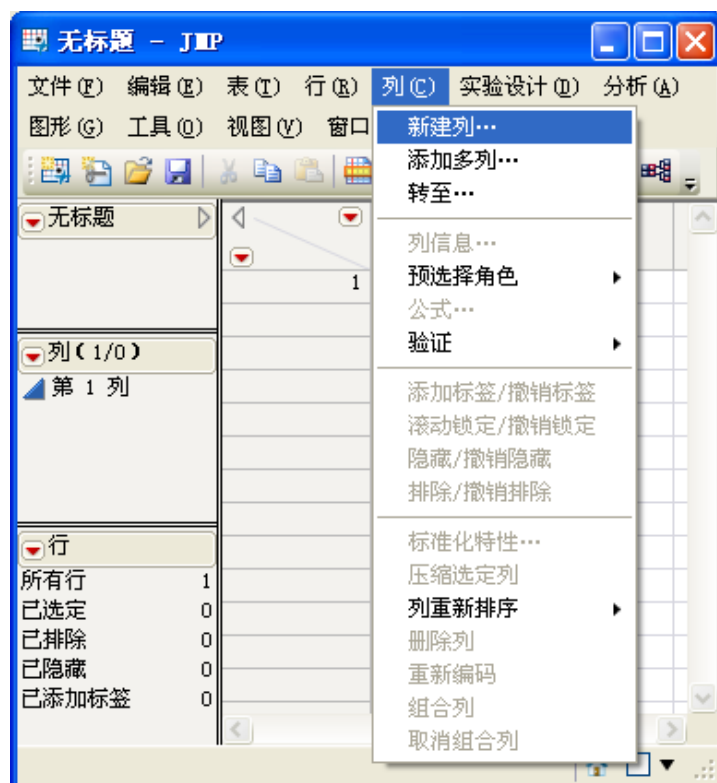 无标题 - JMP
文件(F) 编辑(E) 表(T) 行(R) 列(C) 实验设计(D) 分析(A)
图形(G) 工具(O) 视图(V) 窗口
新建列…
添加多列…
转至…
列信息…
预选择角色
公式…
验证
添加标签/撤销标签
滚动锁定/撤销锁定
隐藏/撤销隐藏
排除/撤销排除
标准化特性…
压缩选定列
列重新排序
删除列
重新编码
组合列
取消组合列
无标题
1
列(1/0)
第 1 列
行
所有行 1
已选定 0
已排除 0
已隐藏 0
已添加标签 0